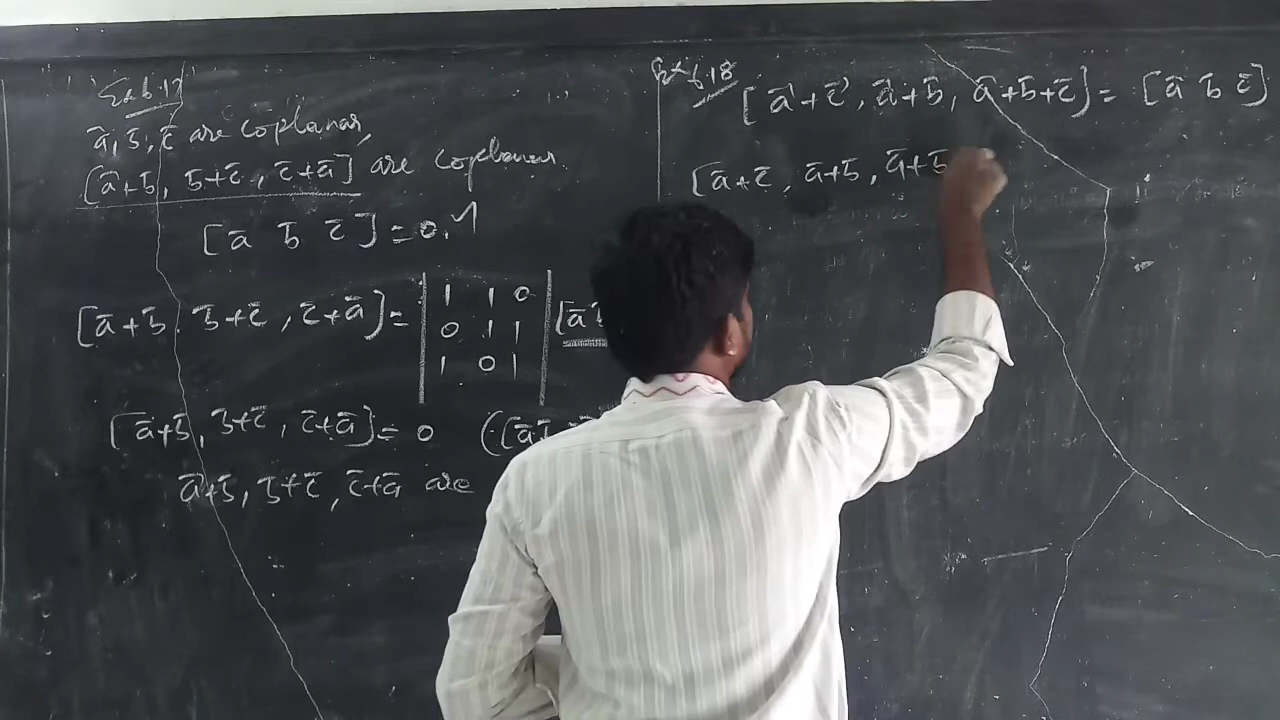 Ex 6.17
ā, b̄, c̄ are coplanar,
[ā+b̄, b̄+c̄, c̄+ā] are coplanar.
[ā b̄ c̄] = 0.
[ā+b̄, b̄+c̄, c̄+ā] = | 1 1 0 | [ā
0 1 1
1 0 1
[ā+b̄, b̄+c̄, c̄+ā] = 0 (
ā+b̄, b̄+c̄, c̄+ā are
Ex 6.18
[ā+c̄, ā+b̄, ā+b̄+c̄] = [ā b̄ c̄]
[ā+c̄, ā+b̄, ā+b̄